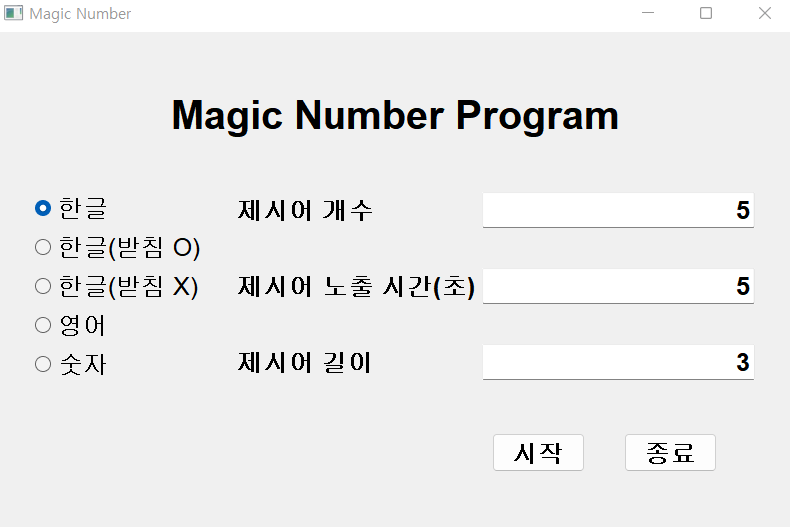 Magic Number
Magic Number Program
한글
한글(받침 O)
한글(받침 X)
영어
숫자
제시어 개수
5
제시어 노출 시간(초)
5
제시어 길이
3
시작
종료